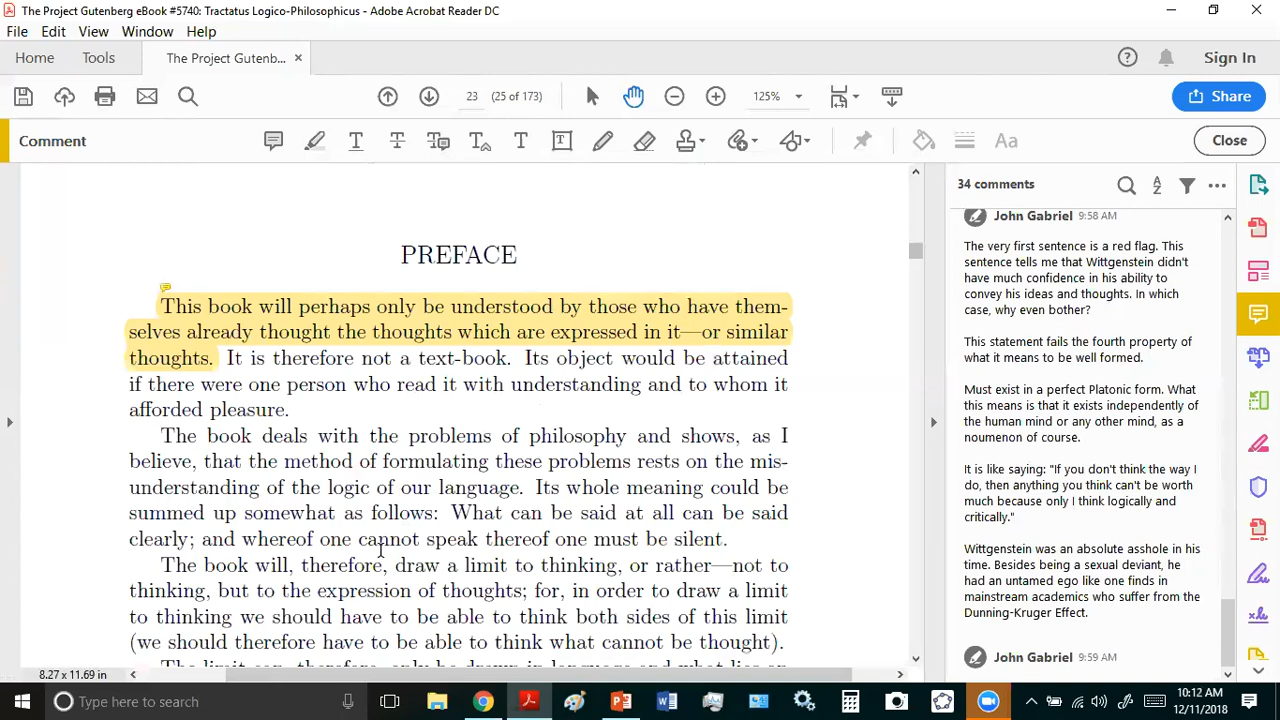 The Project Gutenberg eBook #5740: Tractatus Logico-Philosophicus - Adobe Acrobat Reader DC
File Edit View Window Help
Home Tools The Project Gutenb... × Sign In
23 (25 of 173) 125% Share
Comment Close
PREFACE
This book will perhaps only be understood by those who have them-
selves already thought the thoughts which are expressed in it—or similar
thoughts. It is therefore not a text-book. Its object would be attained
if there were one person who read it with understanding and to whom it
afforded pleasure.
The book deals with the problems of philosophy and shows, as I
believe, that the method of formulating these problems rests on the mis-
understanding of the logic of our language. Its whole meaning could be
summed up somewhat as follows: What can be said at all can be said
clearly; and whereof one cannot speak thereof one must be silent.
The book will, therefore, draw a limit to thinking, or rather—not to
thinking, but to the expression of thoughts; for, in order to draw a limit
to thinking we should have to be able to think both sides of this limit
(we should therefore have to be able to think what cannot be thought).
The limit can, therefore, only be drawn in language and what lies on
8.27 x 11.69 in
34 comments
John Gabriel 9:58 AM
The very first sentence is a red flag. This
sentence tells me that Wittgenstein didn't
have much confidence in his ability to
convey his ideas and thoughts. In which
case, why even bother?
This statement fails the fourth property of
what it means to be well formed.
Must exist in a perfect Platonic form. What
this means is that it exists independently of
the human mind or any other mind, as a
noumenon of course.
It is like saying: "If you don't think the way I
do, then anything you think can't be worth
much because only I think logically and
critically."
Wittgenstein was an absolute asshole in his
time. Besides being a sexual deviant, he
had an untamed ego like one finds in
mainstream academics who suffer from the
Dunning-Kruger Effect.
John Gabriel 9:59 AM
Type here to search
10:12 AM
12/11/2018